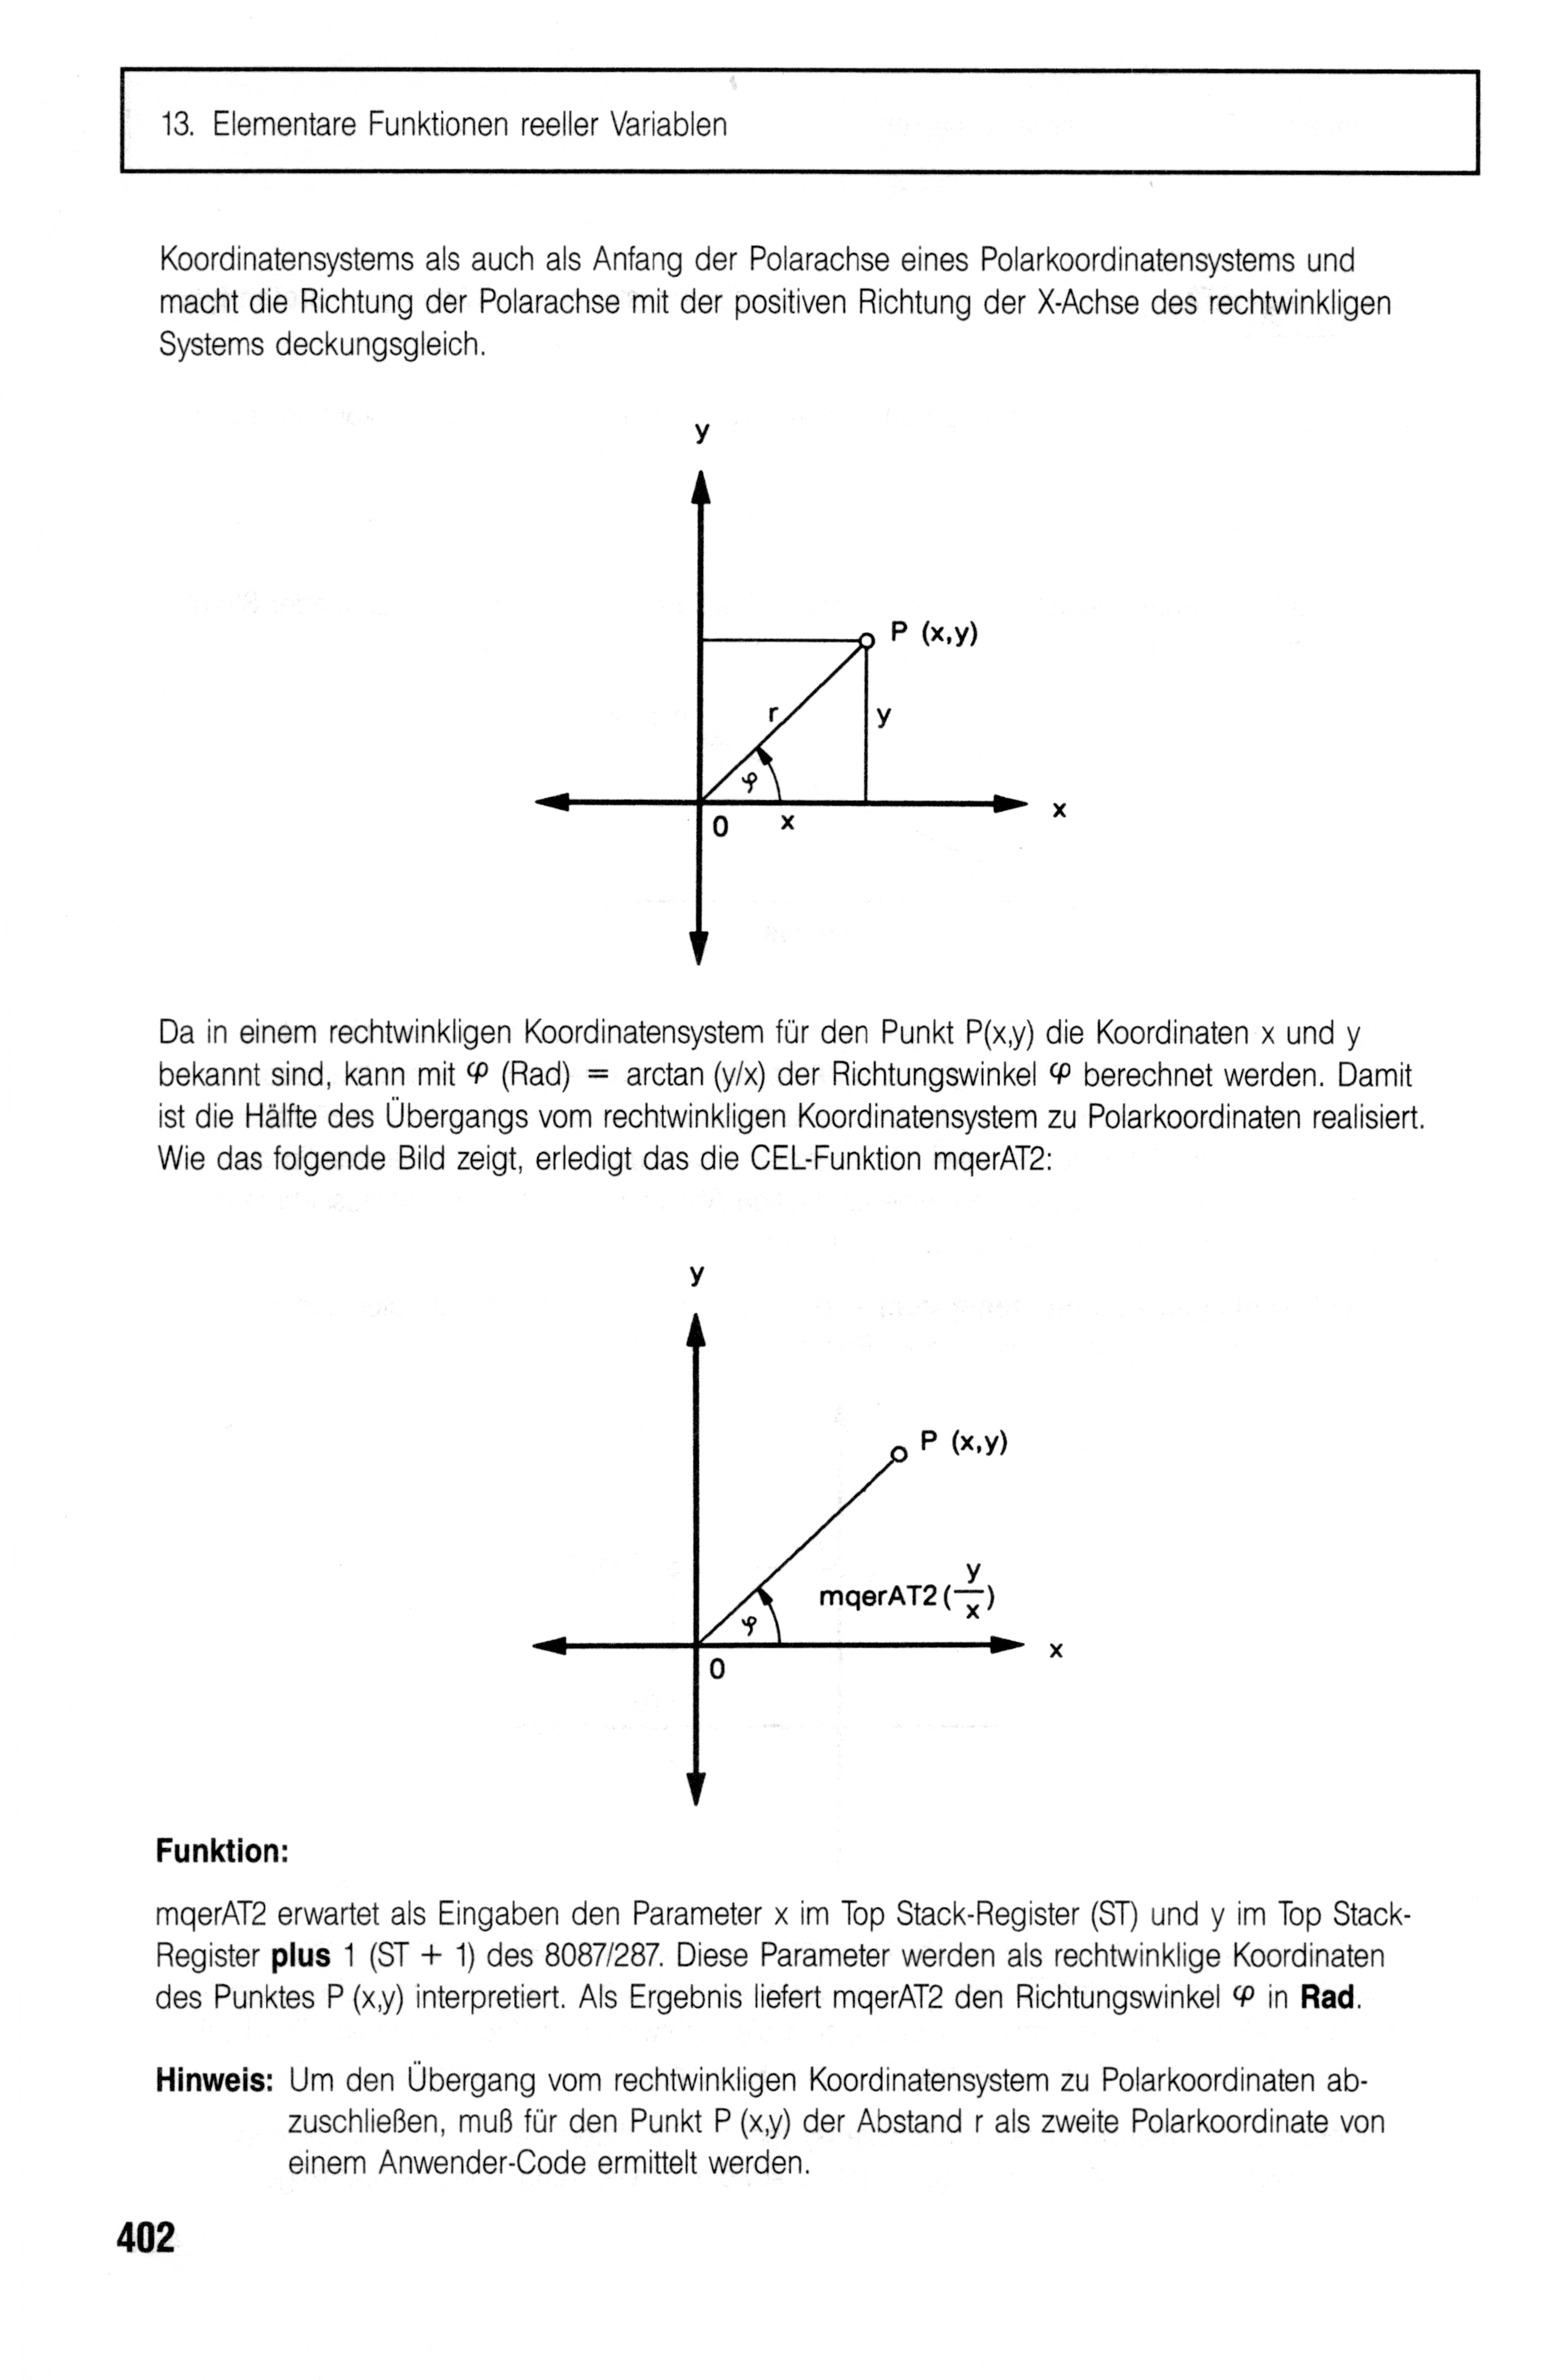 13. Elementare Funktionen reeller Variablen
Koordinatensystems als auch als Anfang der Polarachse eines Polarkoordinatensystems und
macht die Richtung der Polarachse mit der positiven Richtung der X-Achse des rechtwinkligen
Systems deckungsgleich.
y
P (x,y)
r
y
φ
x
0
x
Da in einem rechtwinkligen Koordinatensystem für den Punkt P(x,y) die Koordinaten x und y
bekannt sind, kann mit φ (Rad) = arctan (y/x) der Richtungswinkel φ berechnet werden. Damit
ist die Hälfte des Übergangs vom rechtwinkligen Koordinatensystem zu Polarkoordinaten realisiert.
Wie das folgende Bild zeigt, erledigt das die CEL-Funktion mqerAT2:
y
P (x,y)
mqerAT2(y/x)
φ
x
0
Funktion:
mqerAT2 erwartet als Eingaben den Parameter x im Top Stack-Register (ST) und y im Top Stack-
Register plus 1 (ST + 1) des 8087/287. Diese Parameter werden als rechtwinklige Koordinaten
des Punktes P (x,y) interpretiert. Als Ergebnis liefert mqerAT2 den Richtungswinkel φ in Rad.
Hinweis: Um den Übergang vom rechtwinkligen Koordinatensystem zu Polarkoordinaten ab-
zuschließen, muß für den Punkt P (x,y) der Abstand r als zweite Polarkoordinate von
einem Anwender-Code ermittelt werden.
402